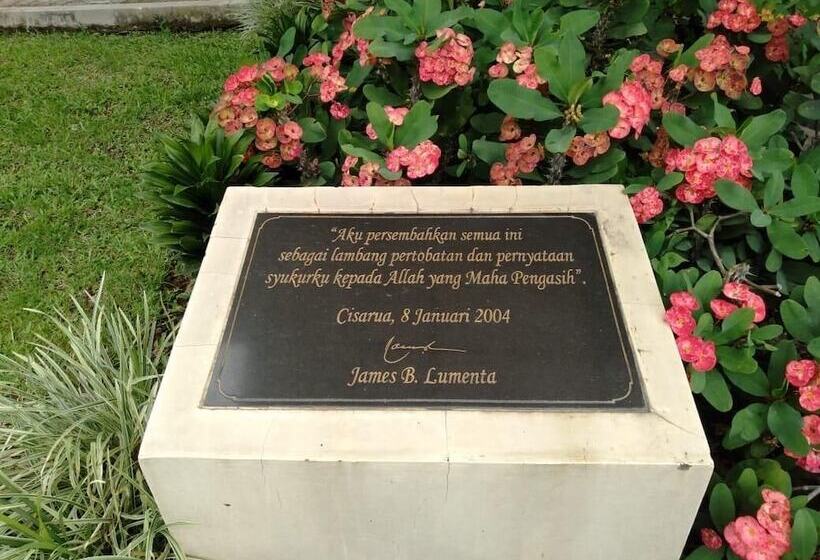 “Aku persembahkan semua ini
sebagai lambang pertobatan dan pernyataan
syukurku kepada Allah yang Maha Pengasih”.
Cisarua, 8 Januari 2004
James B. Lumenta